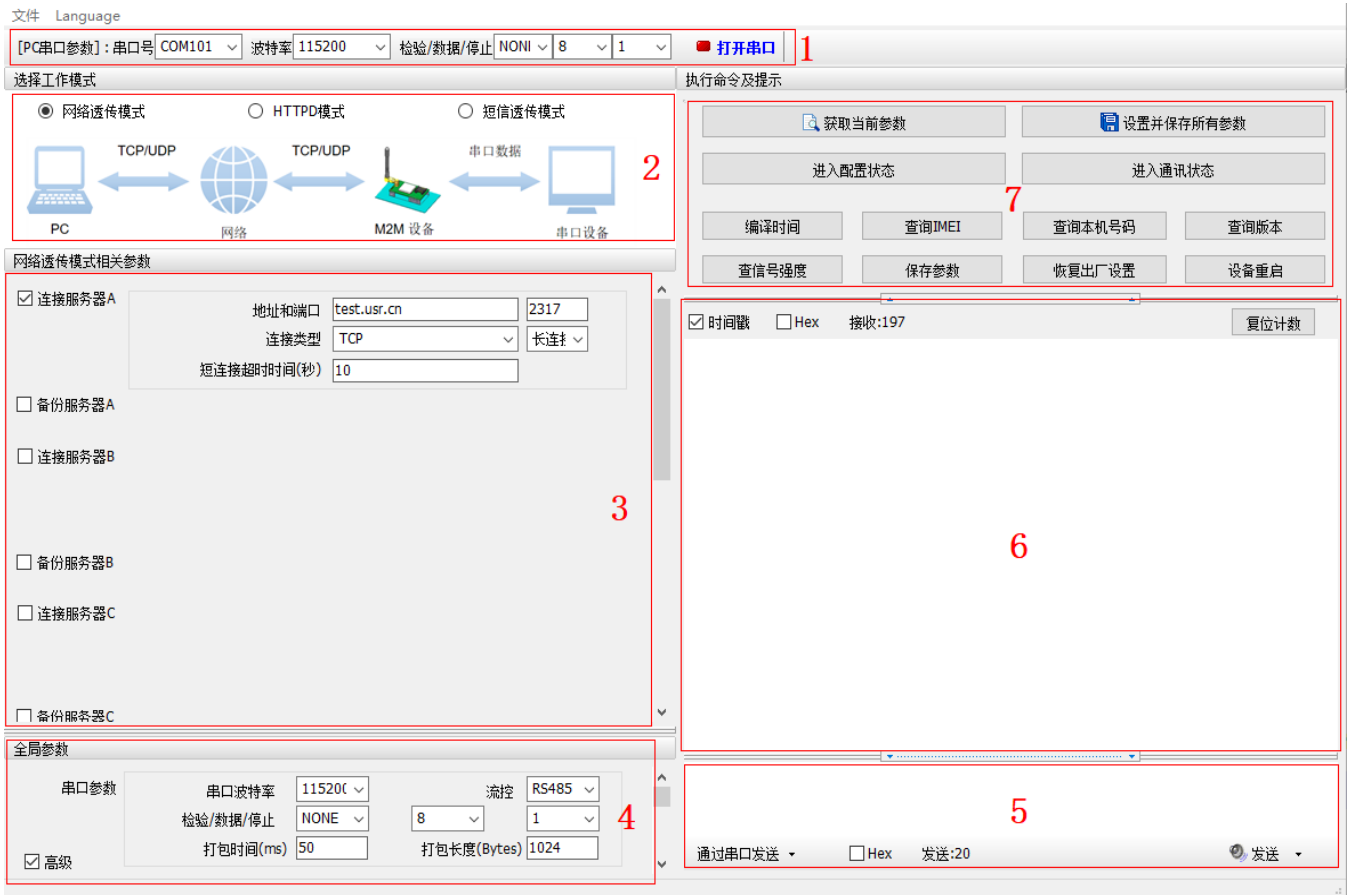 文件 Language
[PC串口参数]：串口号 COM101 波特率 115200 检验/数据/停止 NONI 8 1 打开串口 1
选择工作模式
网络透传模式 HTTPD模式 短信透传模式
TCP/UDP TCP/UDP 串口数据 2
PC 网络 M2M 设备 串口设备
网络透传模式相关参数
连接服务器A
地址和端口 test.usr.cn 2317
连接类型 TCP 长连接
短连接超时时间(秒) 10
备份服务器A
连接服务器B
3
备份服务器B
连接服务器C
备份服务器C
全局参数
串口参数
串口波特率 11520( 流控 RS485
检验/数据/停止 NONE 8 1 4
打包时间(ms) 50 打包长度(Bytes) 1024
高级
执行命令及提示
获取当前参数 设置并保存所有参数
进入配置状态 进入通讯状态
7
编译时间 查询IMEI 查询本机号码 查询版本
查信号强度 保存参数 恢复出厂设置 设备重启
时间戳 Hex 接收:197 复位计数
6
5
通过串口发送 Hex 发送:20 发送